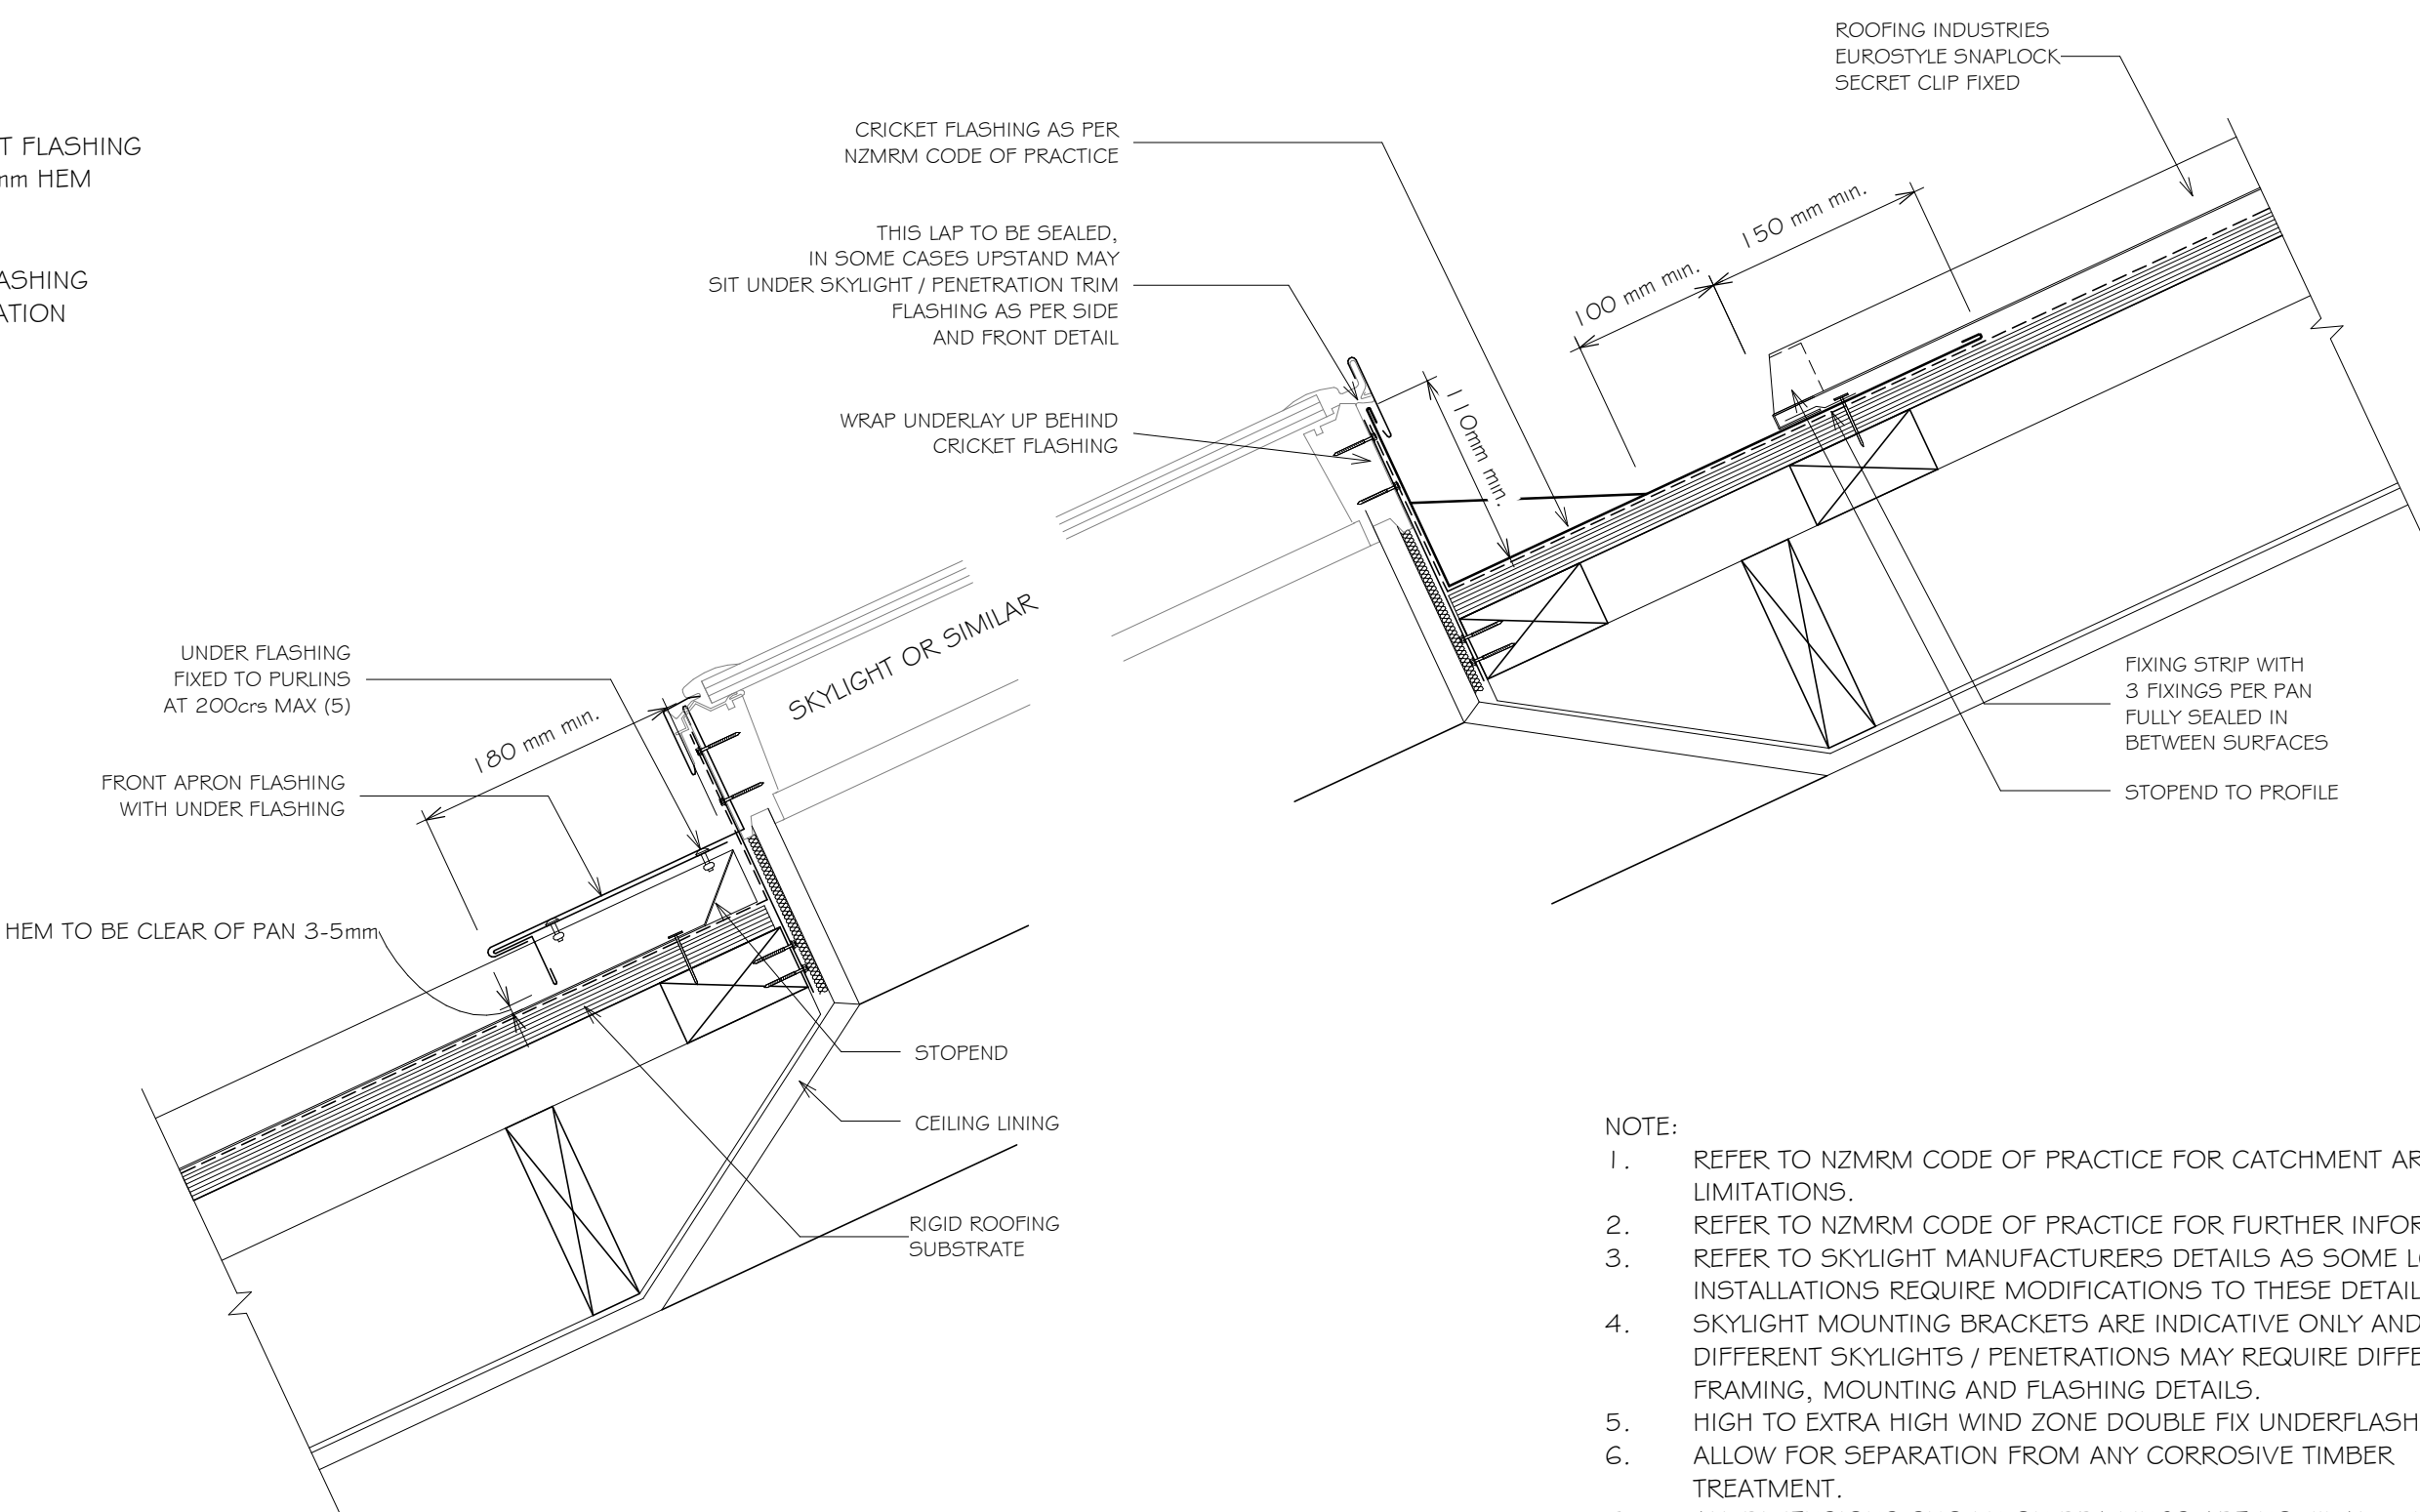 ROOFING INDUSTRIES
EUROSTYLE SNAPLOCK
SECRET CLIP FIXED
FLASHING
HEM
CRICKET FLASHING AS PER
NZMRM CODE OF PRACTICE
150 mm min.
100 mm min.
THIS LAP TO BE SEALED,
IN SOME CASES UPSTAND MAY
SIT UNDER SKYLIGHT / PENETRATION TRIM
FLASHING AS PER SIDE
AND FRONT DETAIL
WRAP UNDERLAY UP BEHIND
CRICKET FLASHING
110mm min.
SKYLIGHT OR SIMILAR
UNDER FLASHING
FIXED TO PURLINS
AT 200crs MAX (5)
180 mm min.
FRONT APRON FLASHING
WITH UNDER FLASHING
HEM TO BE CLEAR OF PAN 3-5mm
FIXING STRIP WITH
3 FIXINGS PER PAN
FULLY SEALED IN
BETWEEN SURFACES
STOPEND TO PROFILE
STOPEND
CEILING LINING
RIGID ROOFING
SUBSTRATE
NOTE:
1. REFER TO NZMRM CODE OF PRACTICE FOR CATCHMENT
LIMITATIONS.
2. REFER TO NZMRM CODE OF PRACTICE FOR FURTHER
3. REFER TO SKYLIGHT MANUFACTURERS DETAILS AS SOME
INSTALLATIONS REQUIRE MODIFICATIONS TO THESE
4. SKYLIGHT MOUNTING BRACKETS ARE INDICATIVE ONLY AND
DIFFERENT SKYLIGHTS / PENETRATIONS MAY REQUIRE
FRAMING, MOUNTING AND FLASHING DETAILS.
5. HIGH TO EXTRA HIGH WIND ZONE DOUBLE FIX
6. ALLOW FOR SEPARATION FROM ANY CORROSIVE TIMBER
TREATMENT.